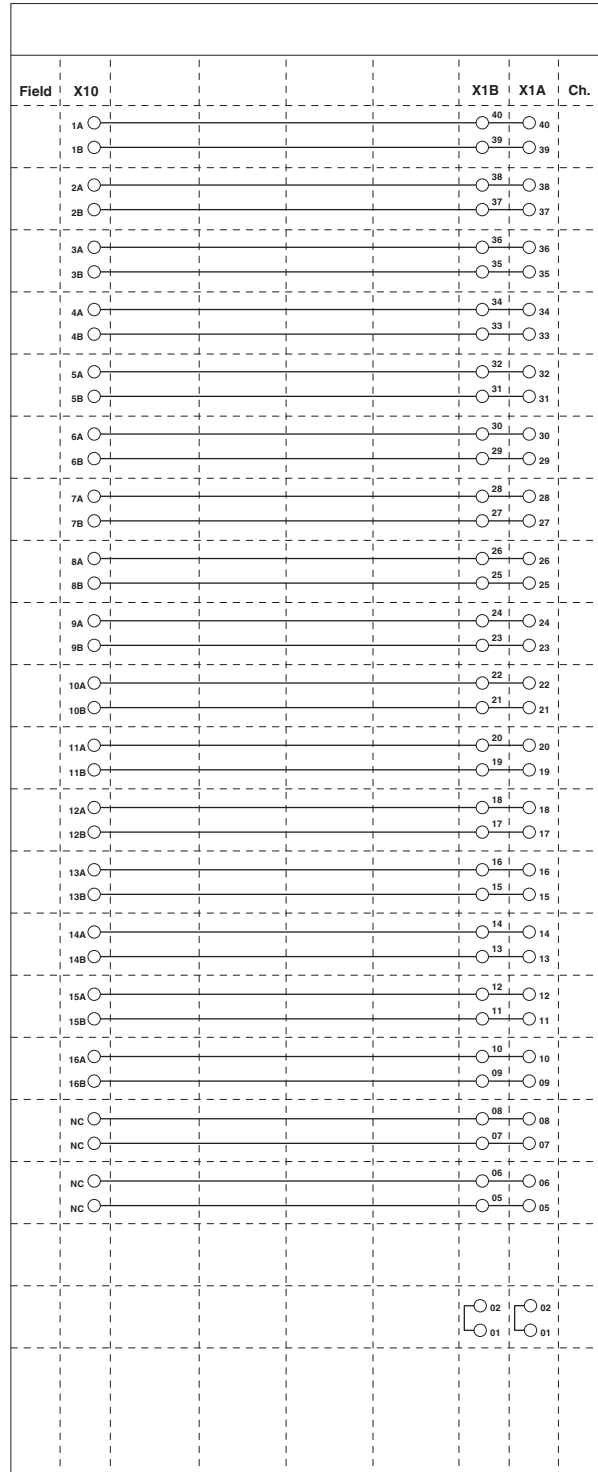 Field X10 X1B X1A Ch.
1A 40 40
1B 39 39
2A 38 38
2B 37 37
3A 36 36
3B 35 35
4A 34 34
4B 33 33
5A 32 32
5B 31 31
6A 30 30
6B 29 29
7A 28 28
7B 27 27
8A 26 26
8B 25 25
9A 24 24
9B 23 23
10A 22 22
10B 21 21
11A 20 20
11B 19 19
12A 18 18
12B 17 17
13A 16 16
13B 15 15
14A 14 14
14B 13 13
15A 12 12
15B 11 11
16A 10 10
16B 09 09
NC 08 08
NC 07 07
NC 06 06
NC 05 05
02 02
01 01